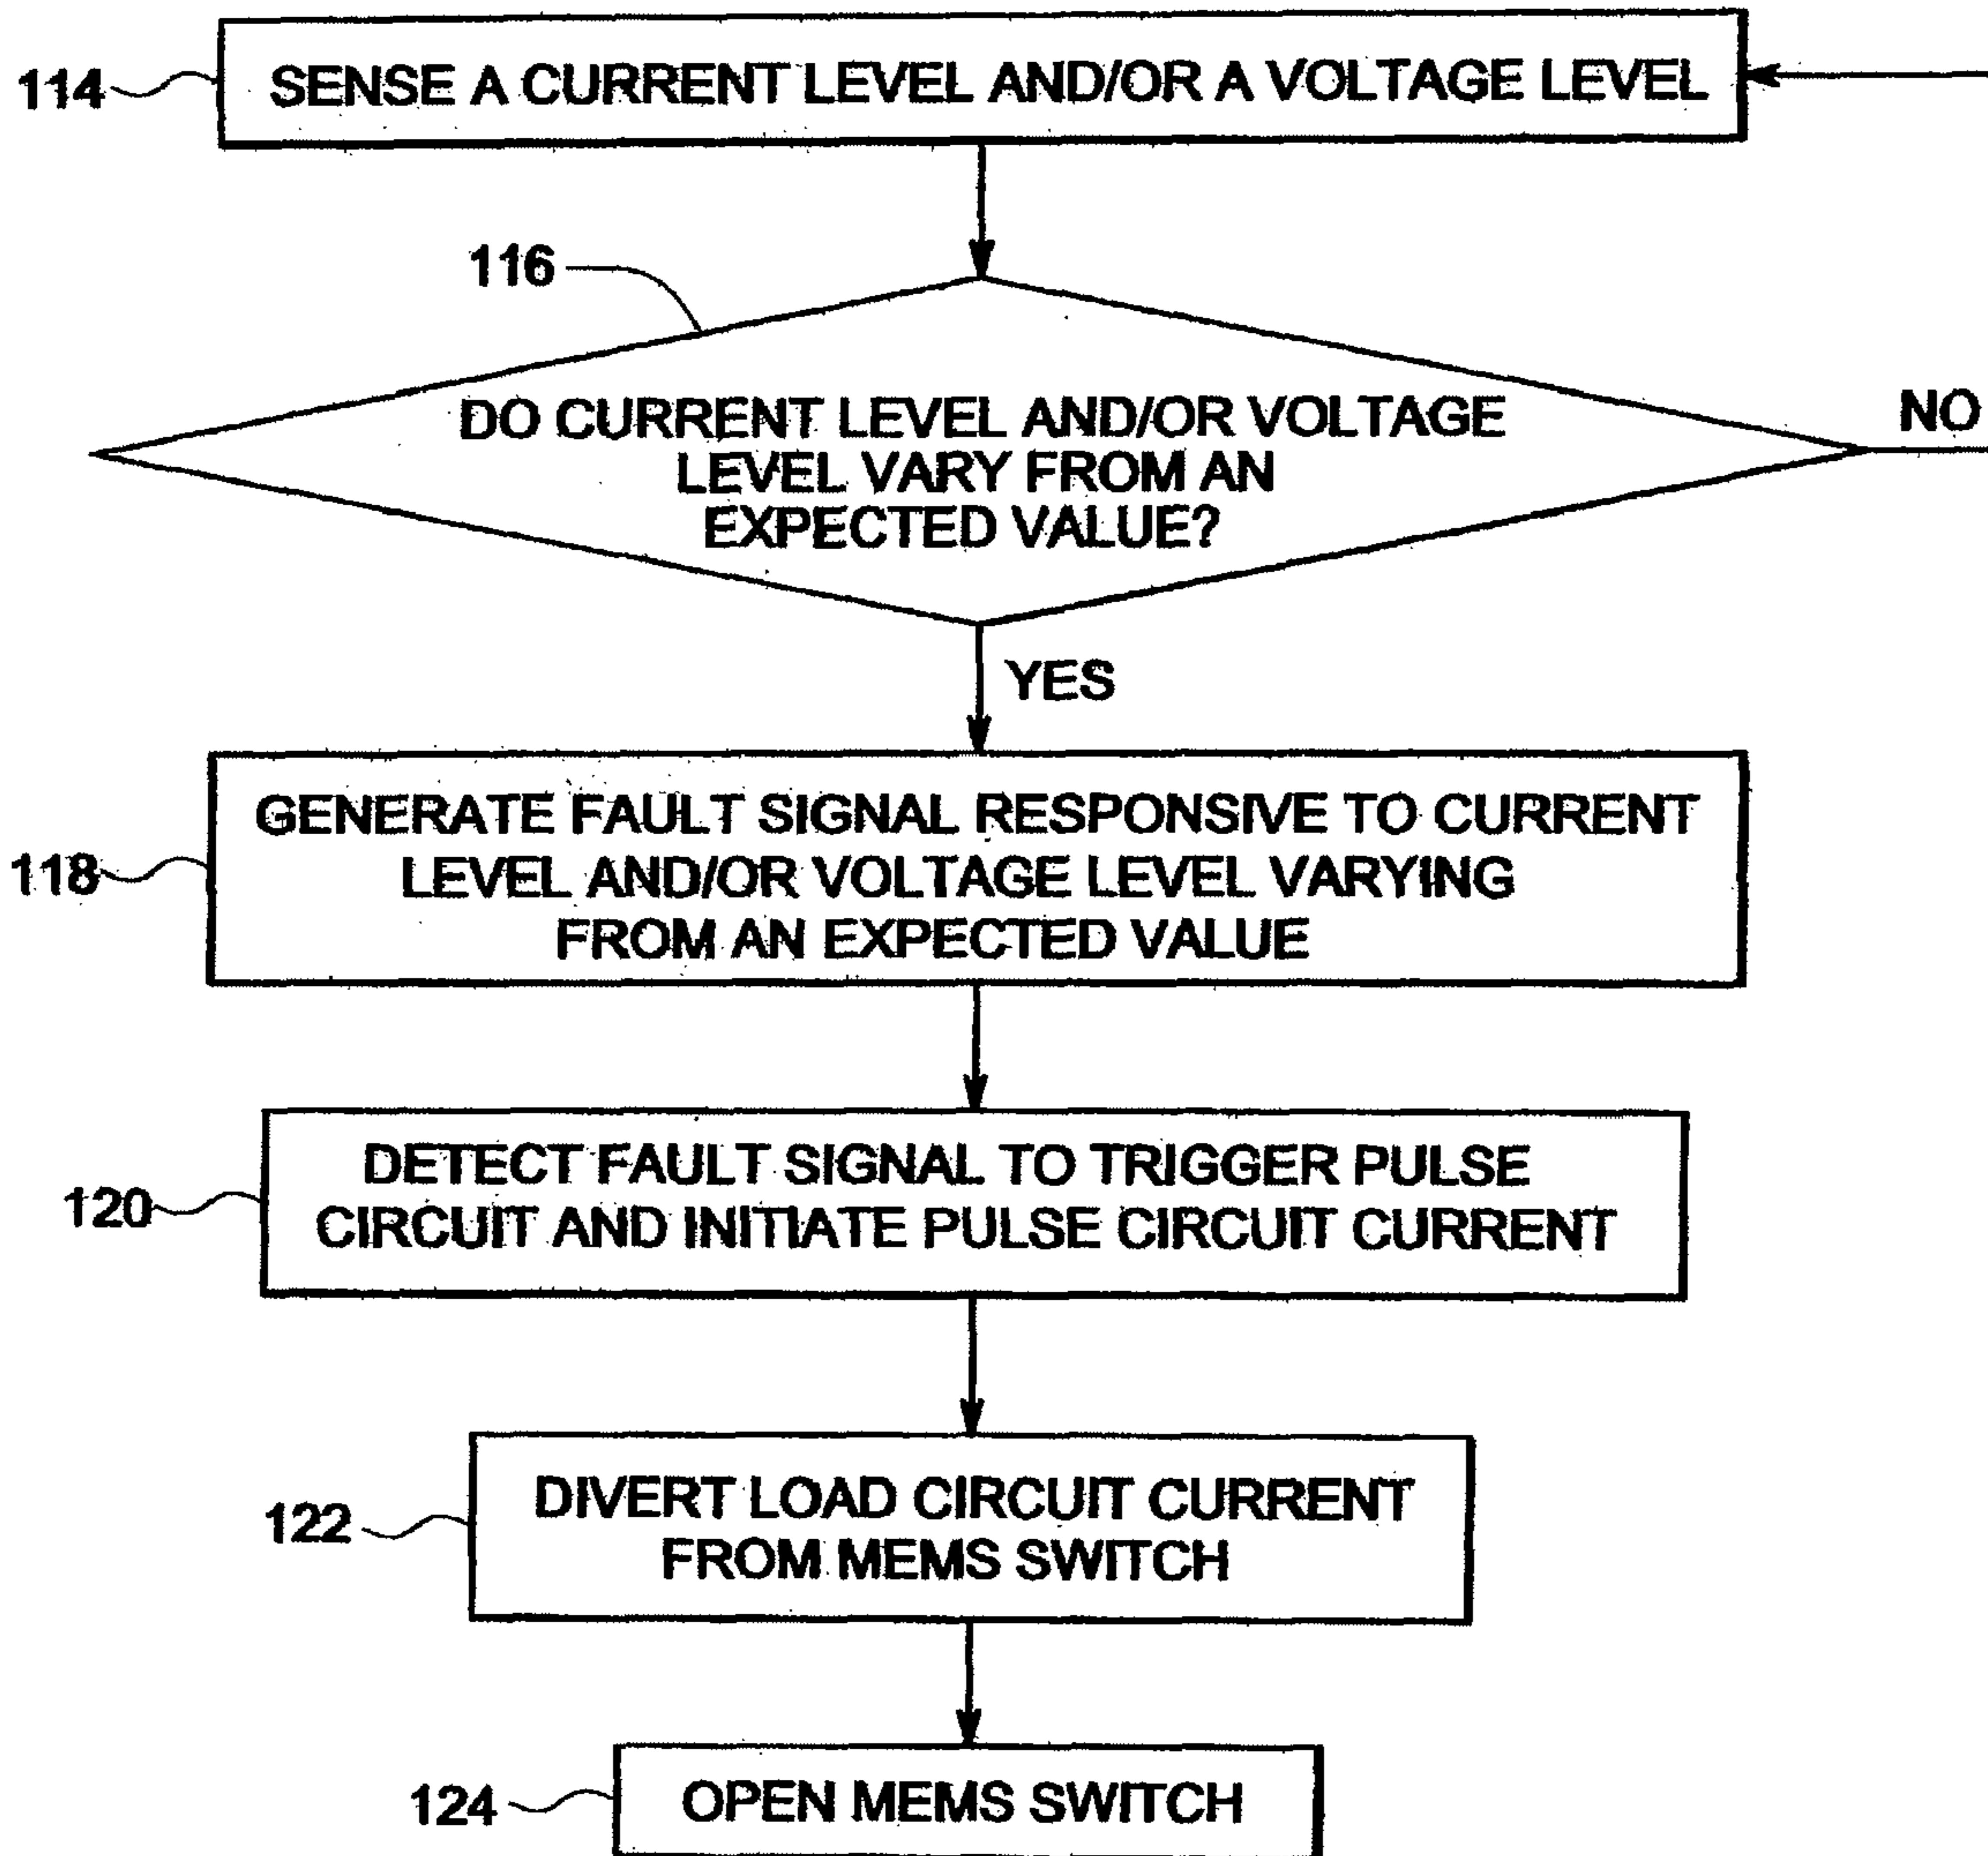 114
SENSE A CURRENT LEVEL AND/OR A VOLTAGE LEVEL
116
DO CURRENT LEVEL AND/OR VOLTAGE
LEVEL VARY FROM AN
EXPECTED VALUE?
NO
YES
118
GENERATE FAULT SIGNAL RESPONSIVE TO CURRENT
LEVEL AND/OR VOLTAGE LEVEL VARYING
FROM AN EXPECTED VALUE
120
DETECT FAULT SIGNAL TO TRIGGER PULSE
CIRCUIT AND INITIATE PULSE CIRCUIT CURRENT
122
DIVERT LOAD CIRCUIT CURRENT
FROM MEMS SWITCH
124
OPEN MEMS SWITCH